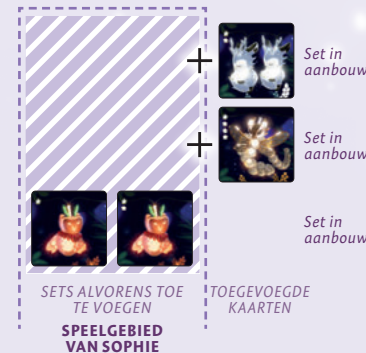 +
Set in
aanbouw
+
Set in
aanbouw
Set in
aanbouw
SETS ALVORENS TOE
TE VOEGEN
TOEGEVOEGDE
KAARTEN
SPEELGEBIED
VAN SOPHIE